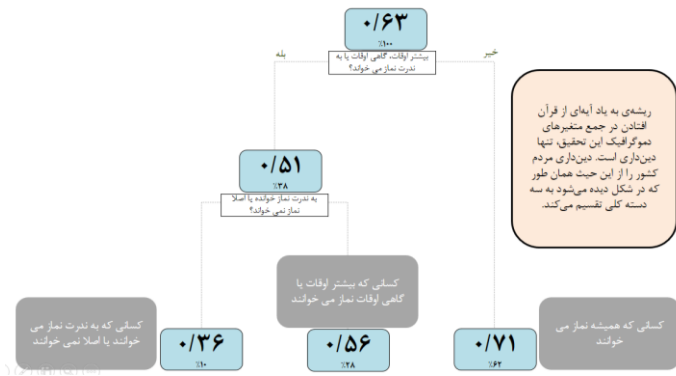 ۰/۶۳
٪۱۰۰
بیشتر اوقات، گاهی اوقات یا به
ندرت نماز می خواند؟
بله
خیر
ریشه‌ی به یاد آیه‌ای از قرآن
افتادن در جمع متغیرهای
دموگرافیک این تحقیق، تنها
دین‌داری است. دین‌داری مردم
کشور را از این حیث همان طور
که در شکل دیده می‌شود به سه
دسته کلی تقسیم می‌کند.
۰/۵۱
٪۳۸
به ندرت نماز خوانده یا اصلا
نماز نمی خواند؟
کسانی که بیشتر اوقات یا
گاهی اوقات نماز می خوانند
کسانی که همیشه نماز می
خوانند
کسانی که به ندرت نماز می
خوانند یا اصلا نمی خوانند
۰/۷۱
٪۶۲
۰/۵۶
٪۲۸
۰/۳۶
٪۱۰